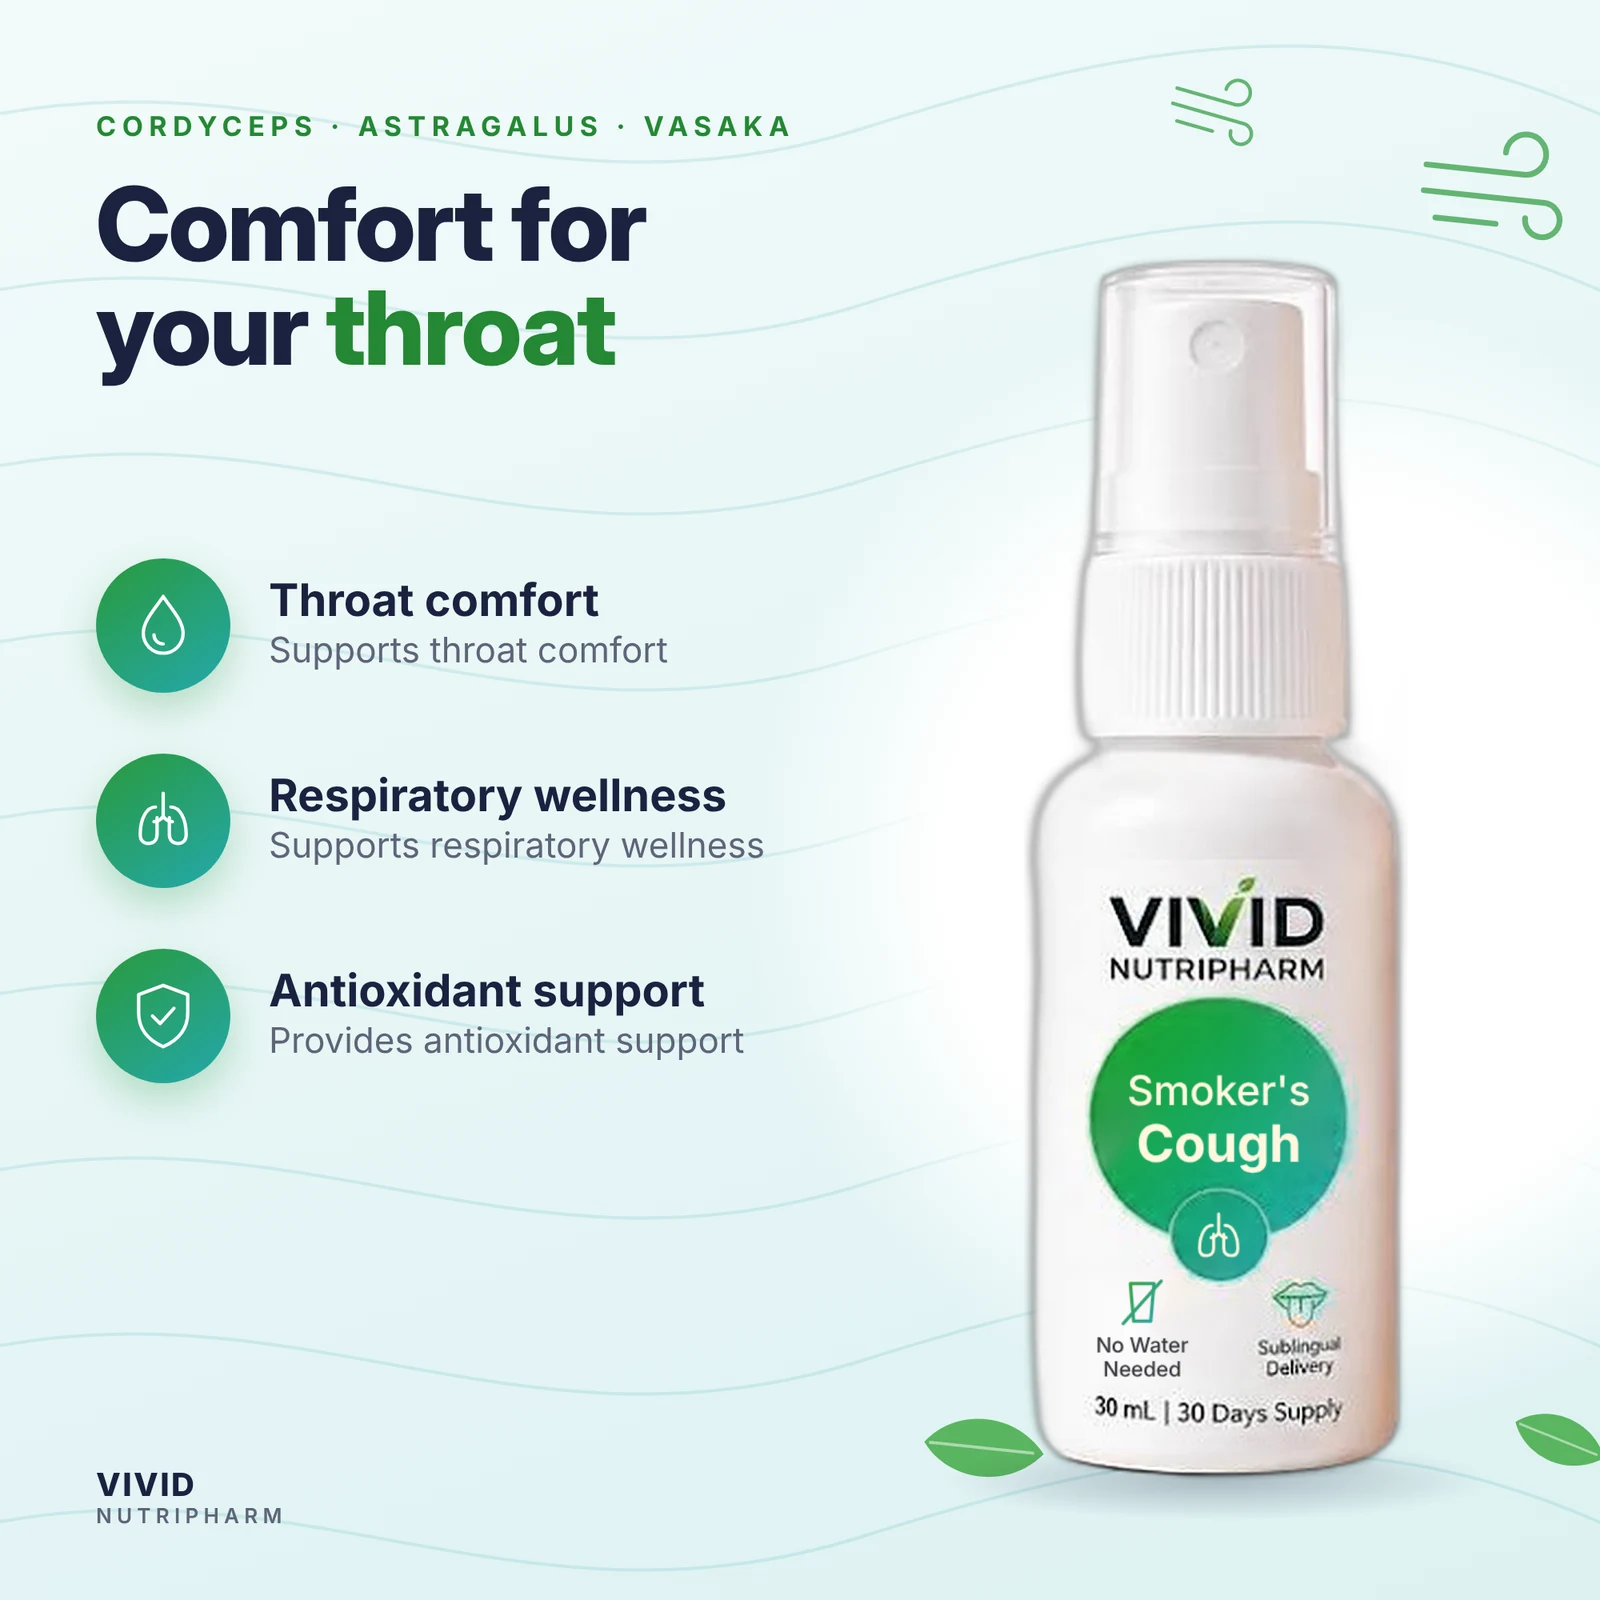 CORDYCEPS · ASTRAGALUS · VASAKA
Comfort for
your throat
Throat comfort
Supports throat comfort
Respiratory wellness
Supports respiratory wellness
Antioxidant support
Provides antioxidant support
VIVID
NUTRIPHARM
VIVID
NUTRIPHARM
Smoker's
Cough
No Water
Needed
Sublingual
Delivery
30 mL | 30 Days Supply